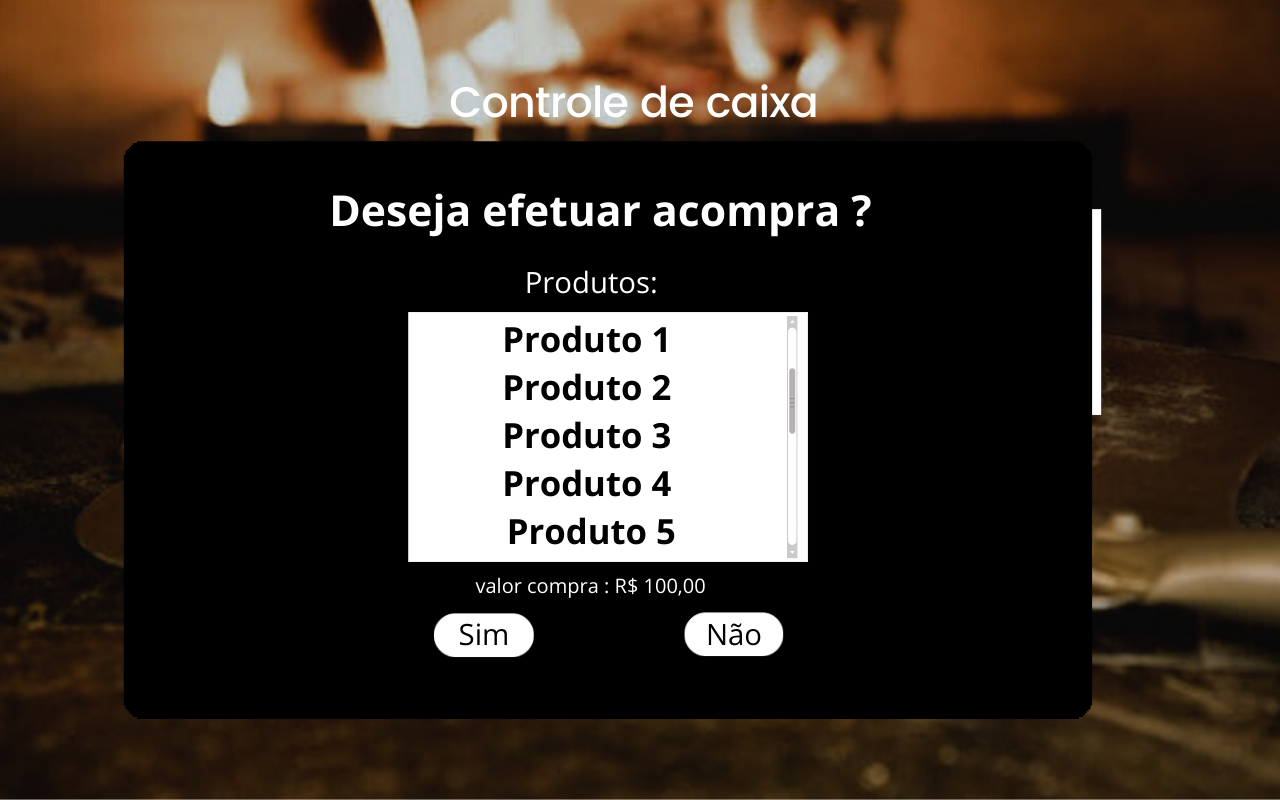 Controle de caixa
Deseja efetuar acompra ?
Produtos:
Produto 1
Produto 2
Produto 3
Produto 4
Produto 5
valor compra : R$ 100,00
Sim
Não